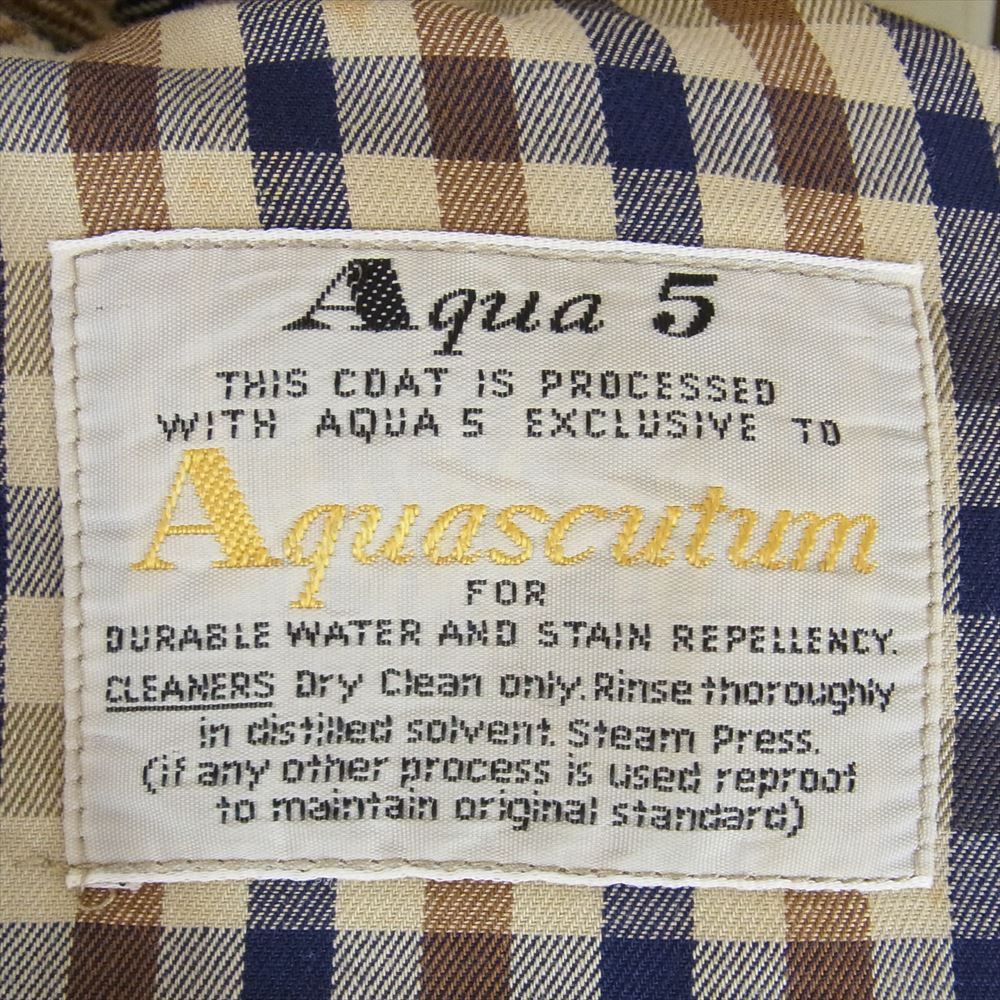 Aqua 5
THIS COAT IS PROCESSED
WITH AQUA 5 EXCLUSIVE TO
Aquascutum
FOR
DURABLE WATER AND STAIN REPELLENCY.
CLEANERS Dry Clean only. Rinse thoroughly
in distilled solvent. Steam Press.
(if any other process is used reproof
to maintain original standard)